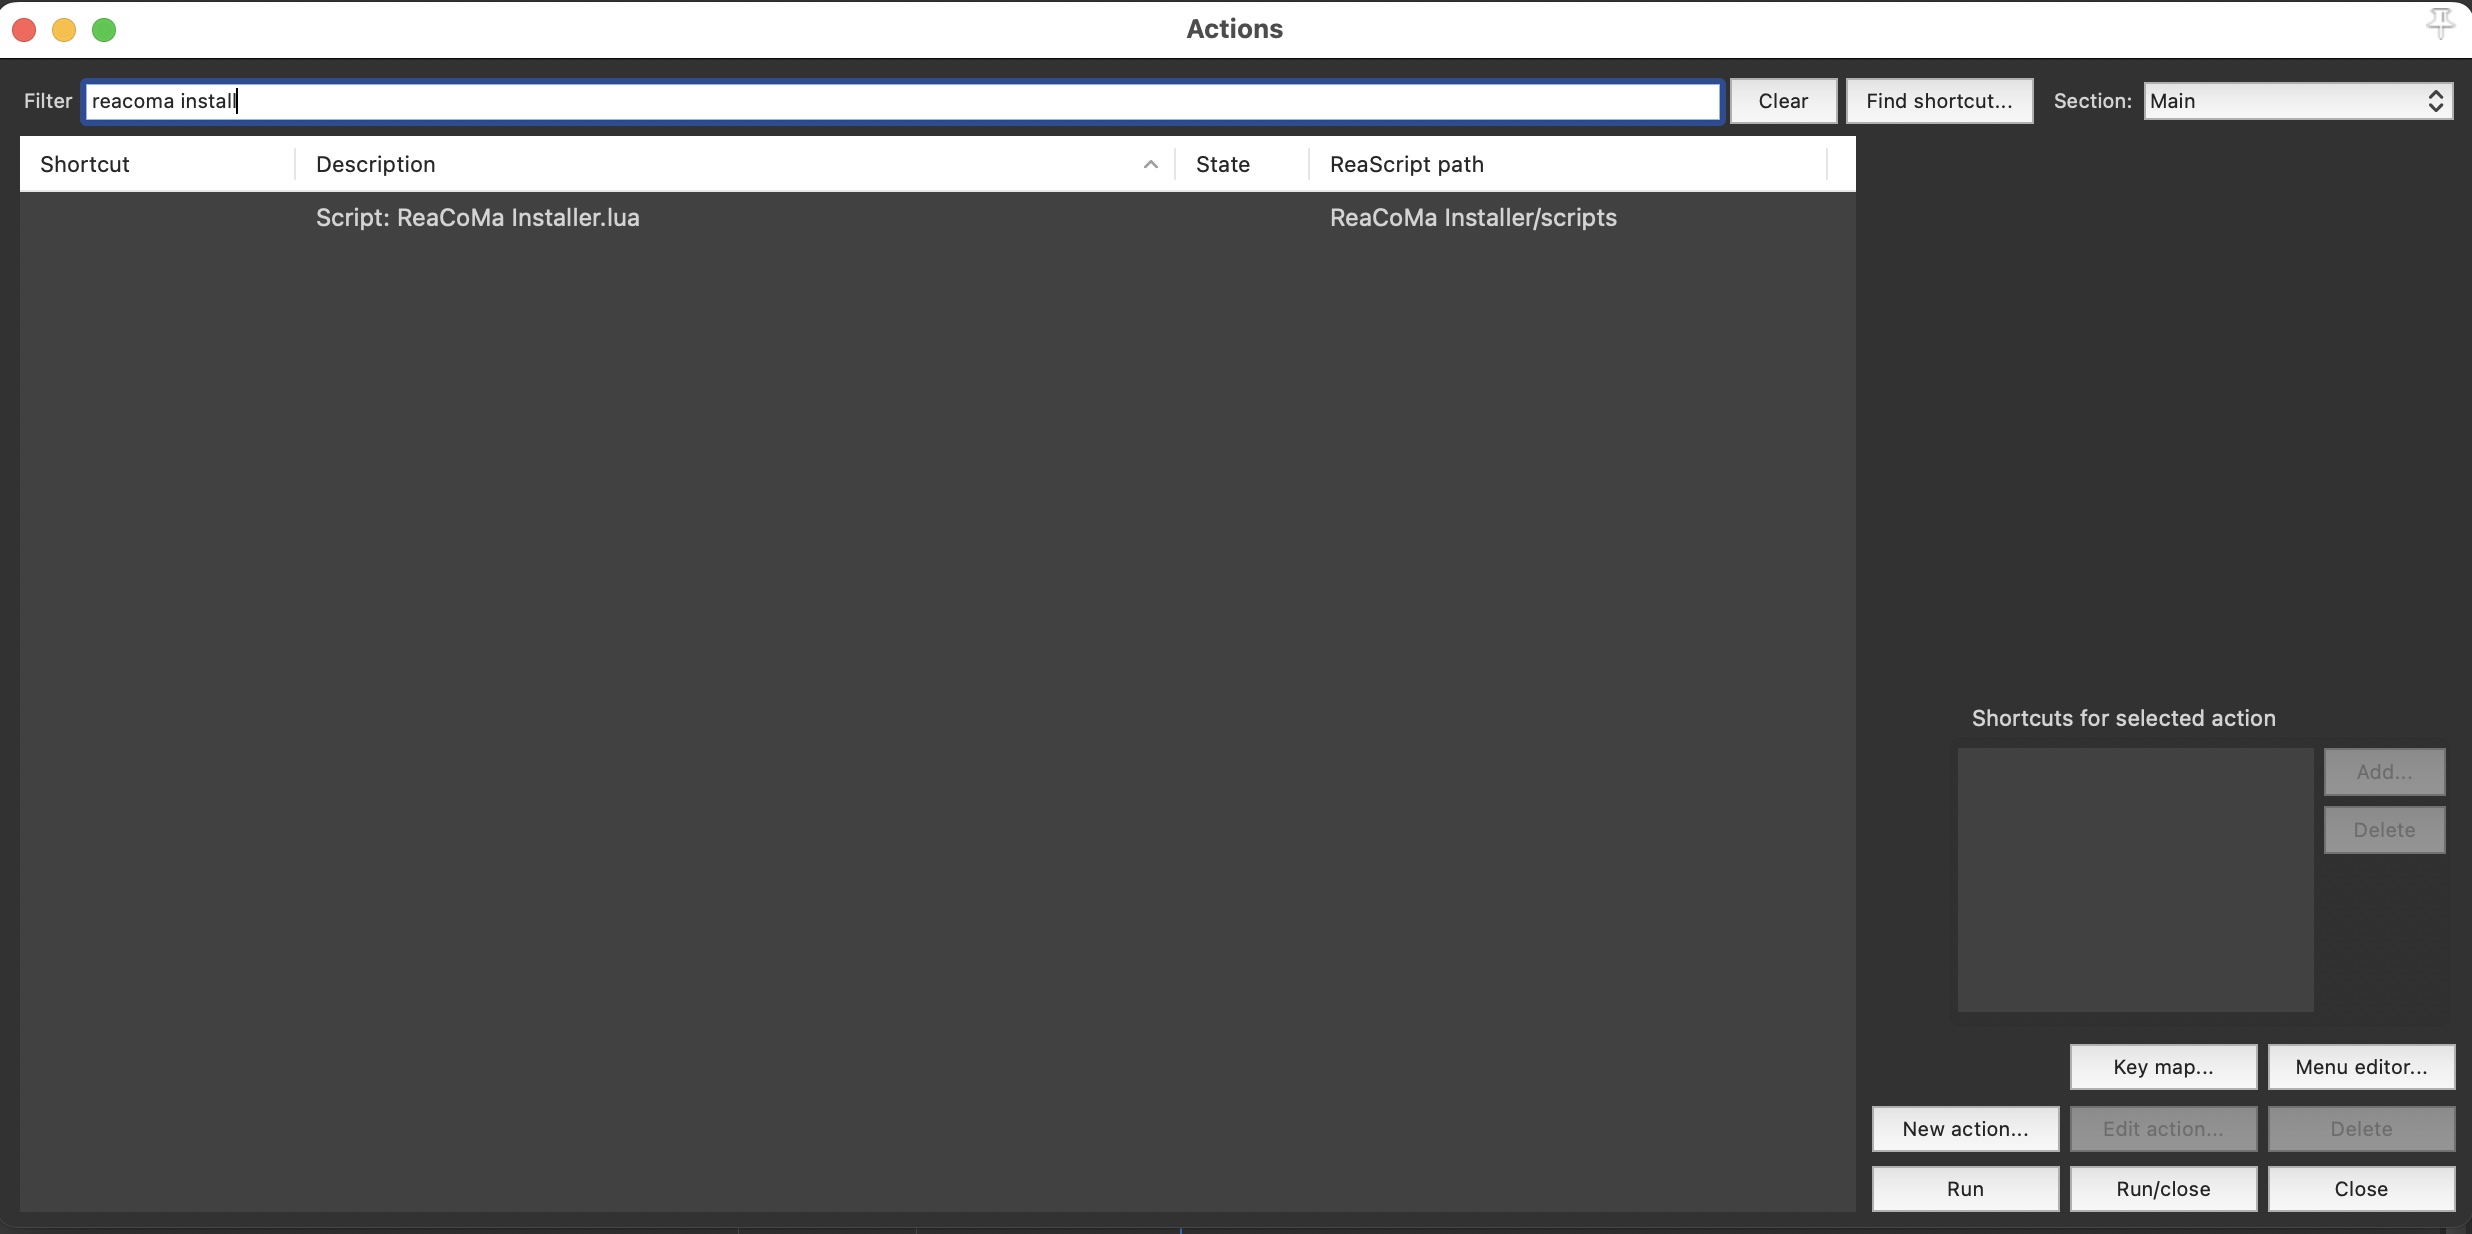 Actions
Filter reacoma install Clear Find shortcut... Section: Main
Shortcut Description State ReaScript path
Script: ReaCoMa Installer.lua ReaCoMa Installer/scripts
Shortcuts for selected action
Add...
Delete
Key map... Menu editor...
New action... Edit action... Delete
Run Run/close Close